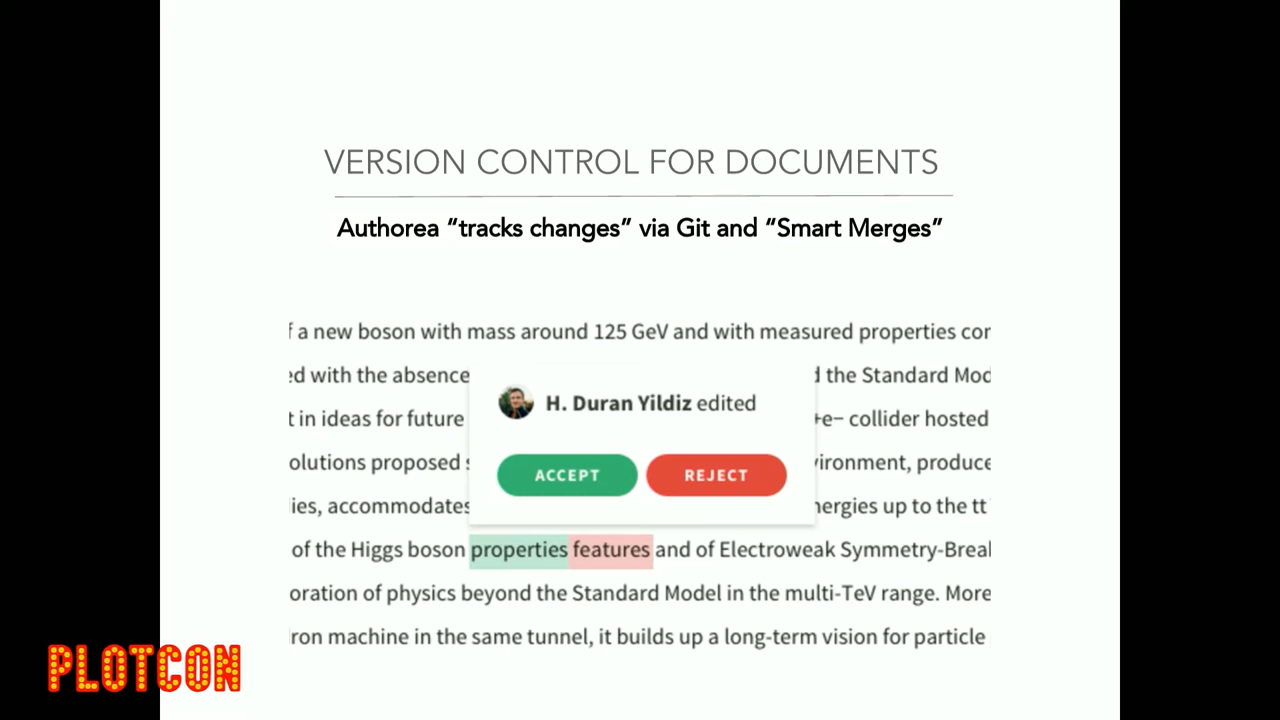 VERSION CONTROL FOR DOCUMENTS
Authorea “tracks changes” via Git and “Smart Merges”
f a new boson with mass around 125 GeV and with measured properties cor
ed with the absence d the Standard Mod
H. Duran Yildiz edited
t in ideas for future +e− collider hosted
olutions proposed vironment, produce
ACCEPT REJECT
ies, accommodates nergies up to the tt
of the Higgs boson properties features and of Electroweak Symmetry-Breal
oration of physics beyond the Standard Model in the multi-TeV range. More
ron machine in the same tunnel, it builds up a long-term vision for particle
PLOTCON